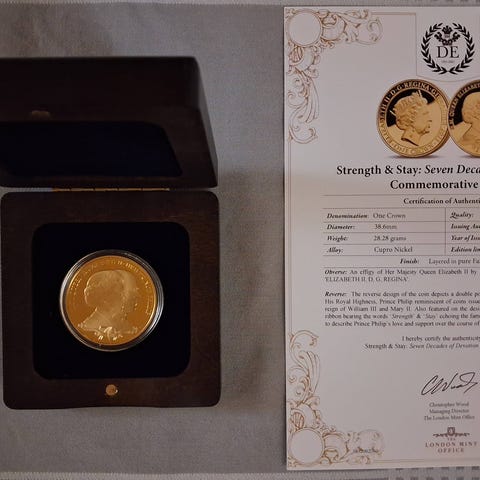 DE
ELIZABETH II D. G. REGINA
ONE CROWN
Strength & Stay: Seven Decades
Commemorative
Certification of Authenti
Denomination: One Crown
Quality:
Diameter: 38.6mm
Issuing Au
Weight: 28.28 grams
Year of Issu
Alloy: Cupro Nickel
Edition lim
Finish: Layered in pure Fa
Obverse: An effigy of Her Majesty Queen Elizabeth II by
'ELIZABETH II. D. G. REGINA'.
Reverse: The reverse design of the coin depicts a double po
His Royal Highness, Prince Philip reminiscent of coins issue
reign of William III and Mary II. Also featured on the desi
ribbon bearing the words 'Strength' & 'Stay' echoing the fam
to describe Prince Philip's love and support over the course of
I hereby certify the authenticity
Strength & Stay: Seven Decades of Devotion
Christopher Wood
Managing Director
The London Mint Office
THE
LONDON MINT
OFFICE